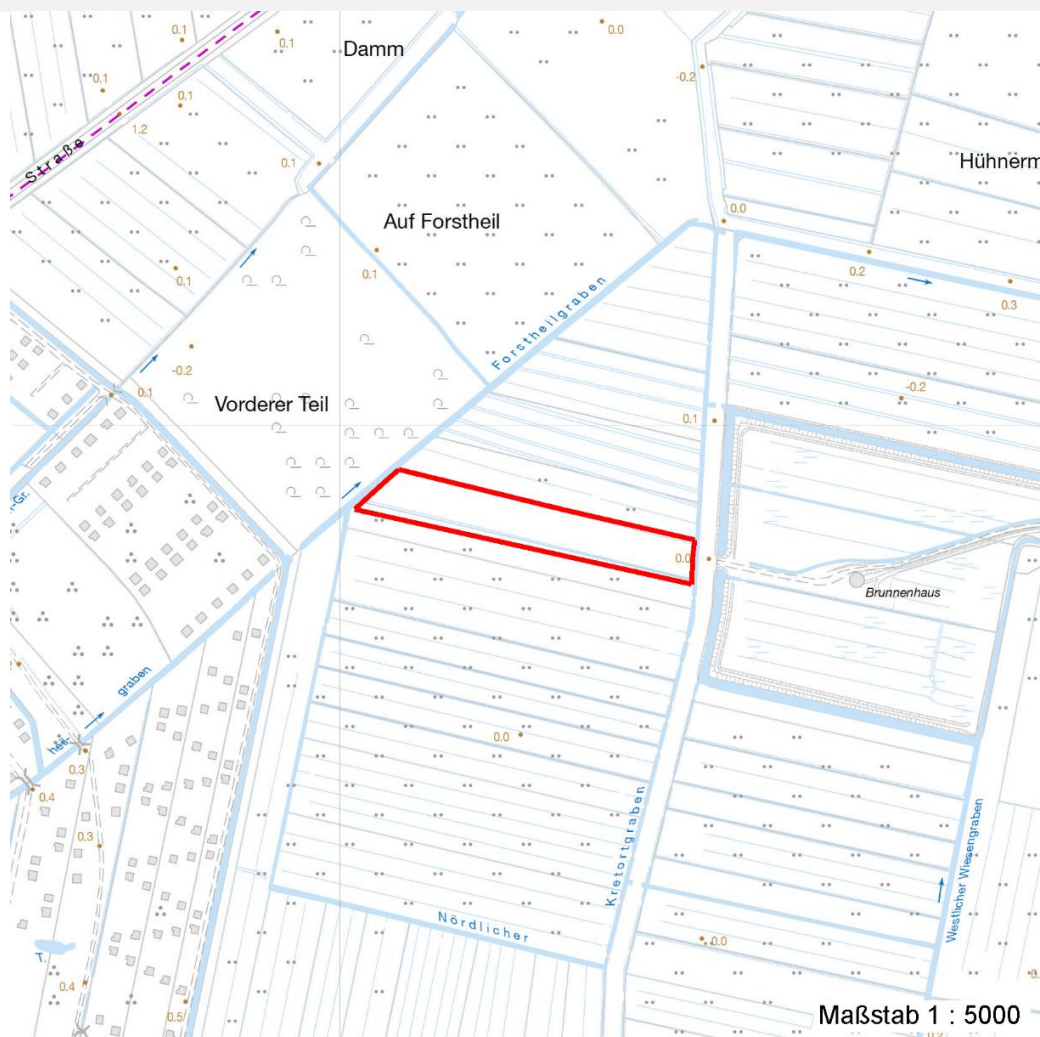 0.1
0.1
Damm
0.0
-0.2
0.1
0.1
1.2
Straße
0.1
Hühnerm
0.0
Auf Forstheil
0.1
0.1
0.2
0.3
Forstheilgraben
-0.2
0.1
-0.2
Vorderer Teil
0.1
-Gr.
0.0
Brunnenhaus
graben
heil-
0.3
0.4
0.0
0.3
Kretortgraben
Westlicher Wiesengraben
Nördlicher
0.0
T.
0.4
0.5
Maßstab 1 : 5000